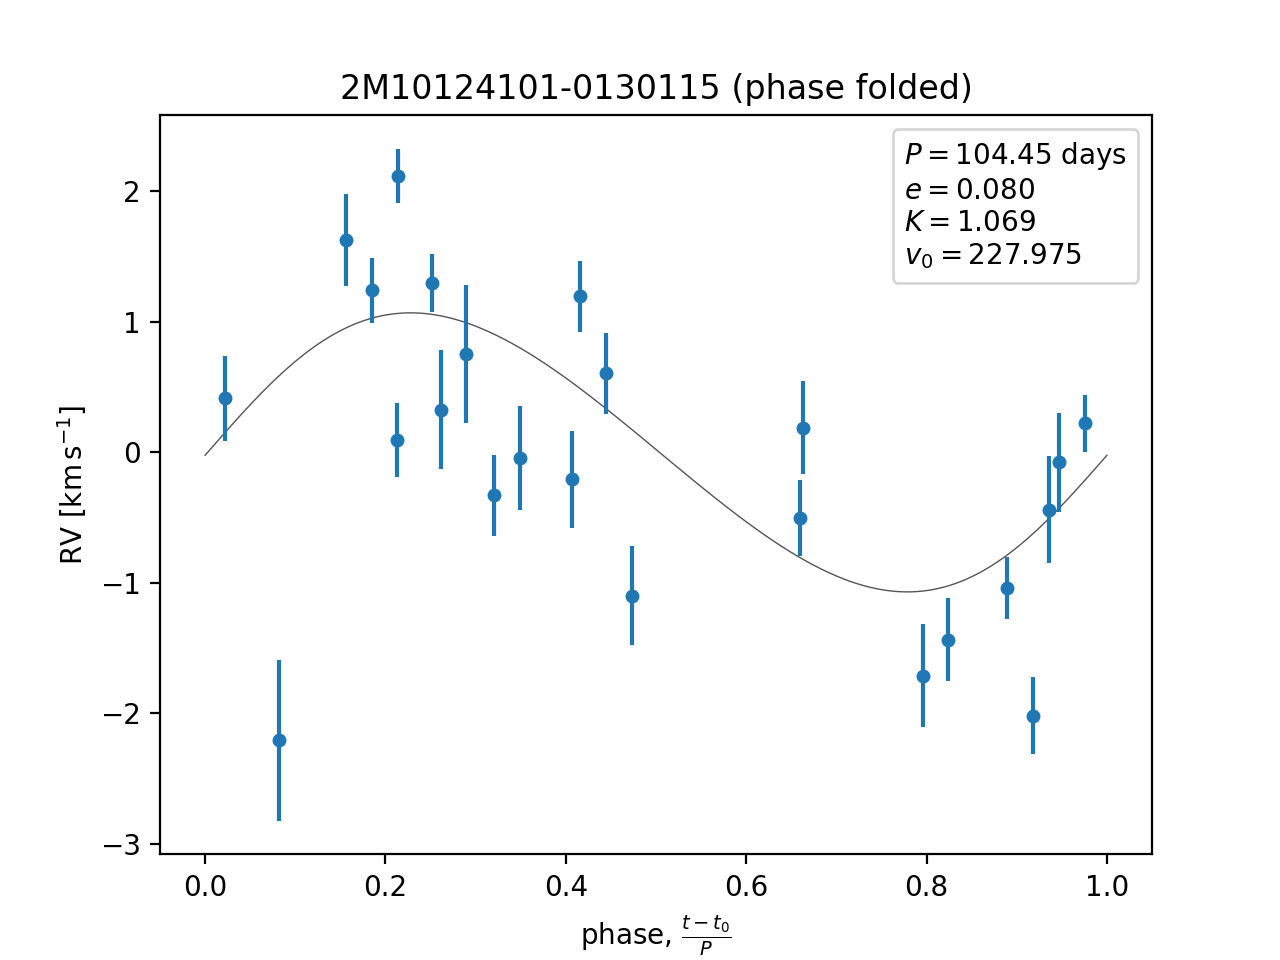 2M10124101-0130115 (phase folded)
P = 104.45 days
e = 0.080
K = 1.069
v₀ = 227.975
RV [km s⁻¹]
2
1
0
−1
−2
−3
0.0 0.2 0.4 0.6 0.8 1.0
phase, (t − t₀)/P